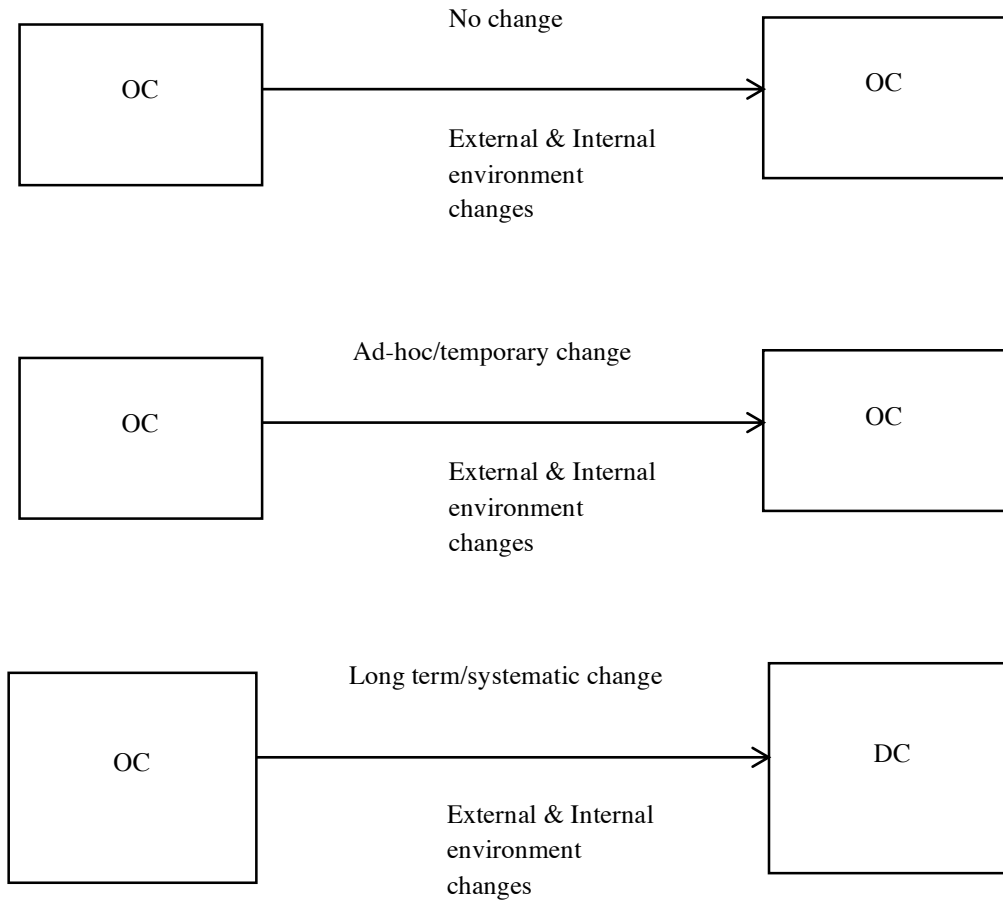 No change
OC
OC
External & Internal
environment
changes
Ad-hoc/temporary change
OC
OC
External & Internal
environment
changes
Long term/systematic change
OC
DC
External & Internal
environment
changes